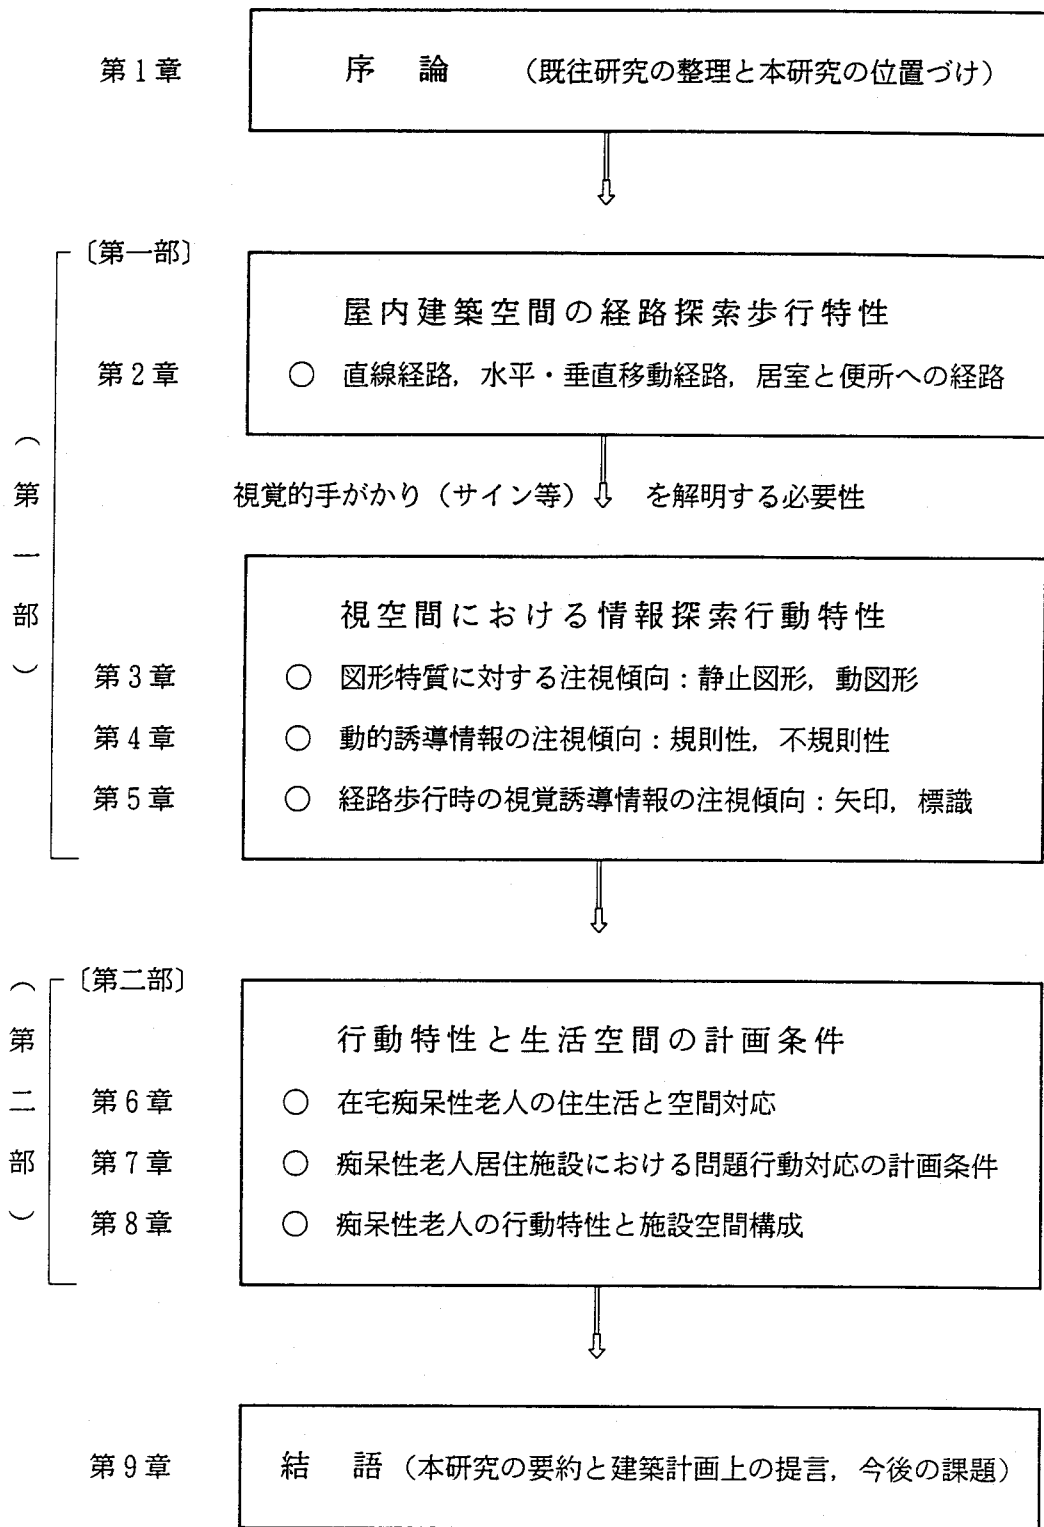 第1章 序 論 (既往研究の整理と本研究の位置づけ)
〔第一部〕
屋内建築空間の経路探索歩行特性
第2章 ○ 直線経路,水平・垂直移動経路,居室と便所への経路
(第一部)
視覚的手がかり(サイン等) を解明する必要性
視空間における情報探索行動特性
第3章 ○ 図形特質に対する注視傾向:静止図形,動図形
第4章 ○ 動的誘導情報の注視傾向:規則性,不規則性
第5章 ○ 経路歩行時の視覚誘導情報の注視傾向:矢印,標識
〔第二部〕
(第二部)
行動特性と生活空間の計画条件
第6章 ○ 在宅痴呆性老人の住生活と空間対応
第7章 ○ 痴呆性老人居住施設における問題行動対応の計画条件
第8章 ○ 痴呆性老人の行動特性と施設空間構成
第9章 結 語 (本研究の要約と建築計画上の提言,今後の課題)